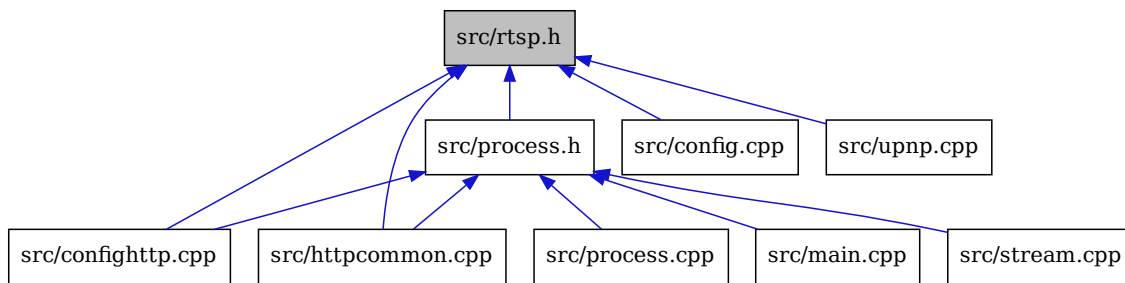 src/rtsp.h
src/process.h
src/config.cpp
src/upnp.cpp
src/confighttp.cpp
src/httpcommon.cpp
src/process.cpp
src/main.cpp
src/stream.cpp